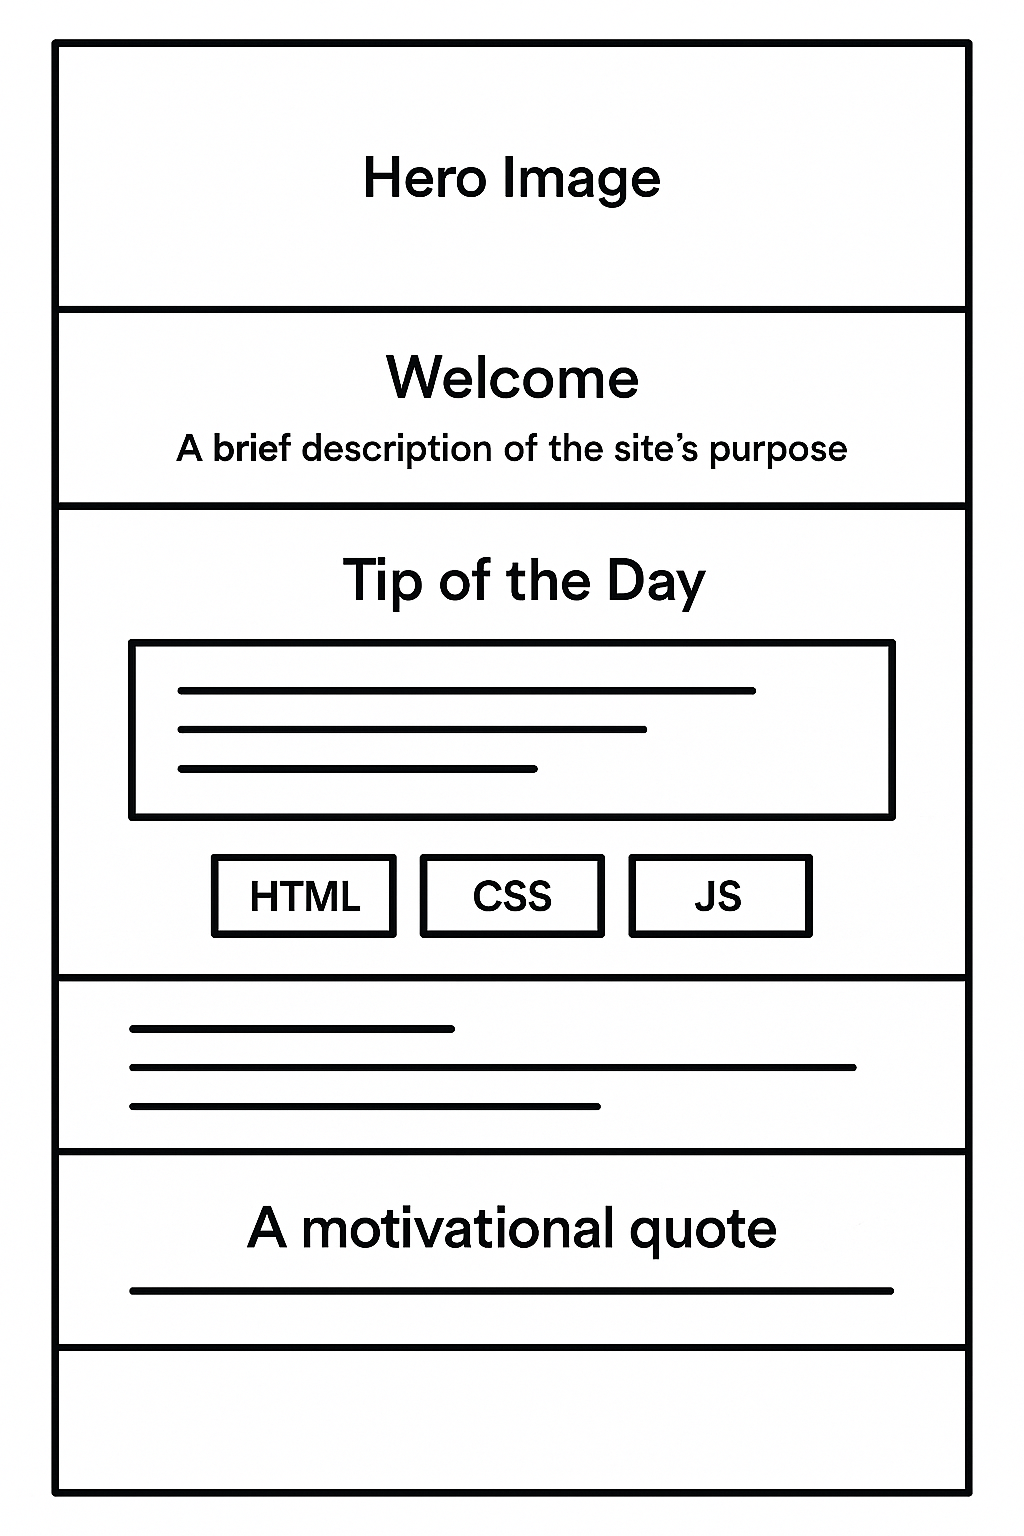 Hero Image
Welcome
A brief description of the site’s purpose
Tip of the Day
HTML CSS JS
A motivational quote